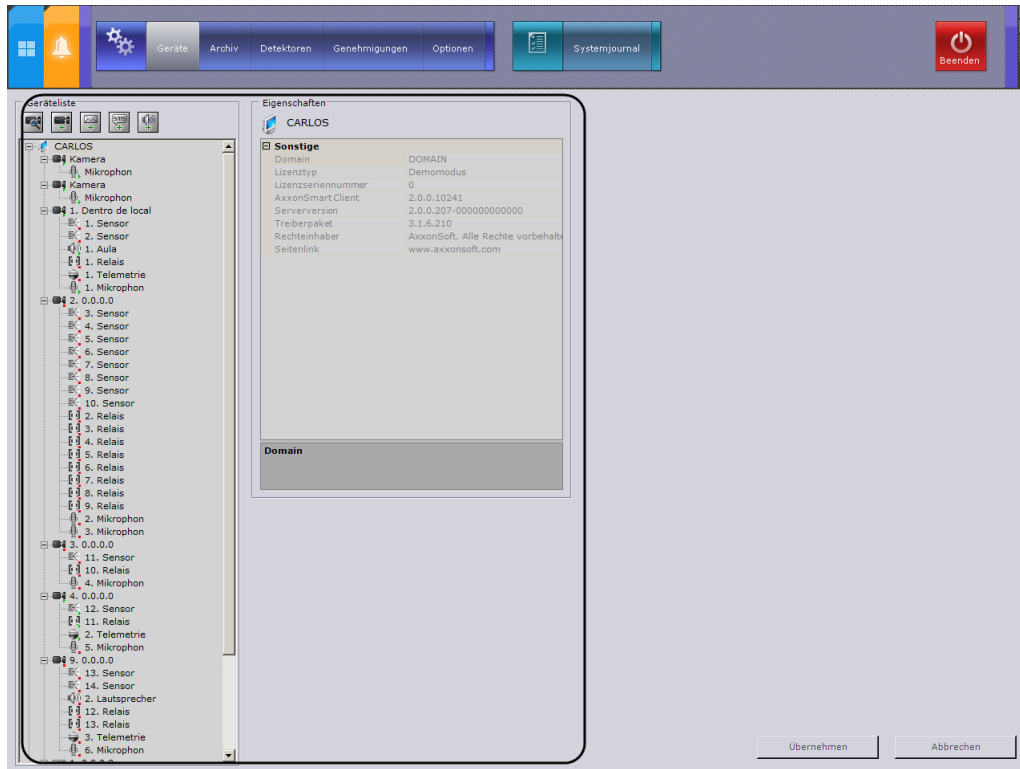 Geräte Archiv Detektoren Genehmigungen Optionen Systemjournal Beenden
Geräteliste
CARLOS
Kamera
Mikrophon
Kamera
Mikrophon
1. Dentro de local
1. Sensor
2. Sensor
1. Aula
1. Relais
1. Telemetrie
1. Mikrophon
2. 0.0.0.0
3. Sensor
4. Sensor
5. Sensor
6. Sensor
7. Sensor
8. Sensor
9. Sensor
10. Sensor
2. Relais
3. Relais
4. Relais
5. Relais
6. Relais
7. Relais
8. Relais
9. Relais
2. Mikrophon
3. Mikrophon
3. 0.0.0.0
11. Sensor
10. Relais
4. Mikrophon
4. 0.0.0.0
12. Sensor
11. Relais
2. Telemetrie
5. Mikrophon
9. 0.0.0.0
13. Sensor
14. Sensor
2. Lautsprecher
12. Relais
13. Relais
3. Telemetrie
6. Mikrophon
Eigenschaften
CARLOS
Sonstige
Domain DOMAIN
Lizenztyp Demomodus
Lizenzseriennummer 0
AxxonSmart Client 2.0.0.10241
Serverversion 2.0.0.207-000000000000
Treiberpaket 3.1.6.210
Rechteinhaber AxxonSoft. Alle Rechte vorbehalte
Seitenlink www.axxonsoft.com
Domain
Übernehmen Abbrechen